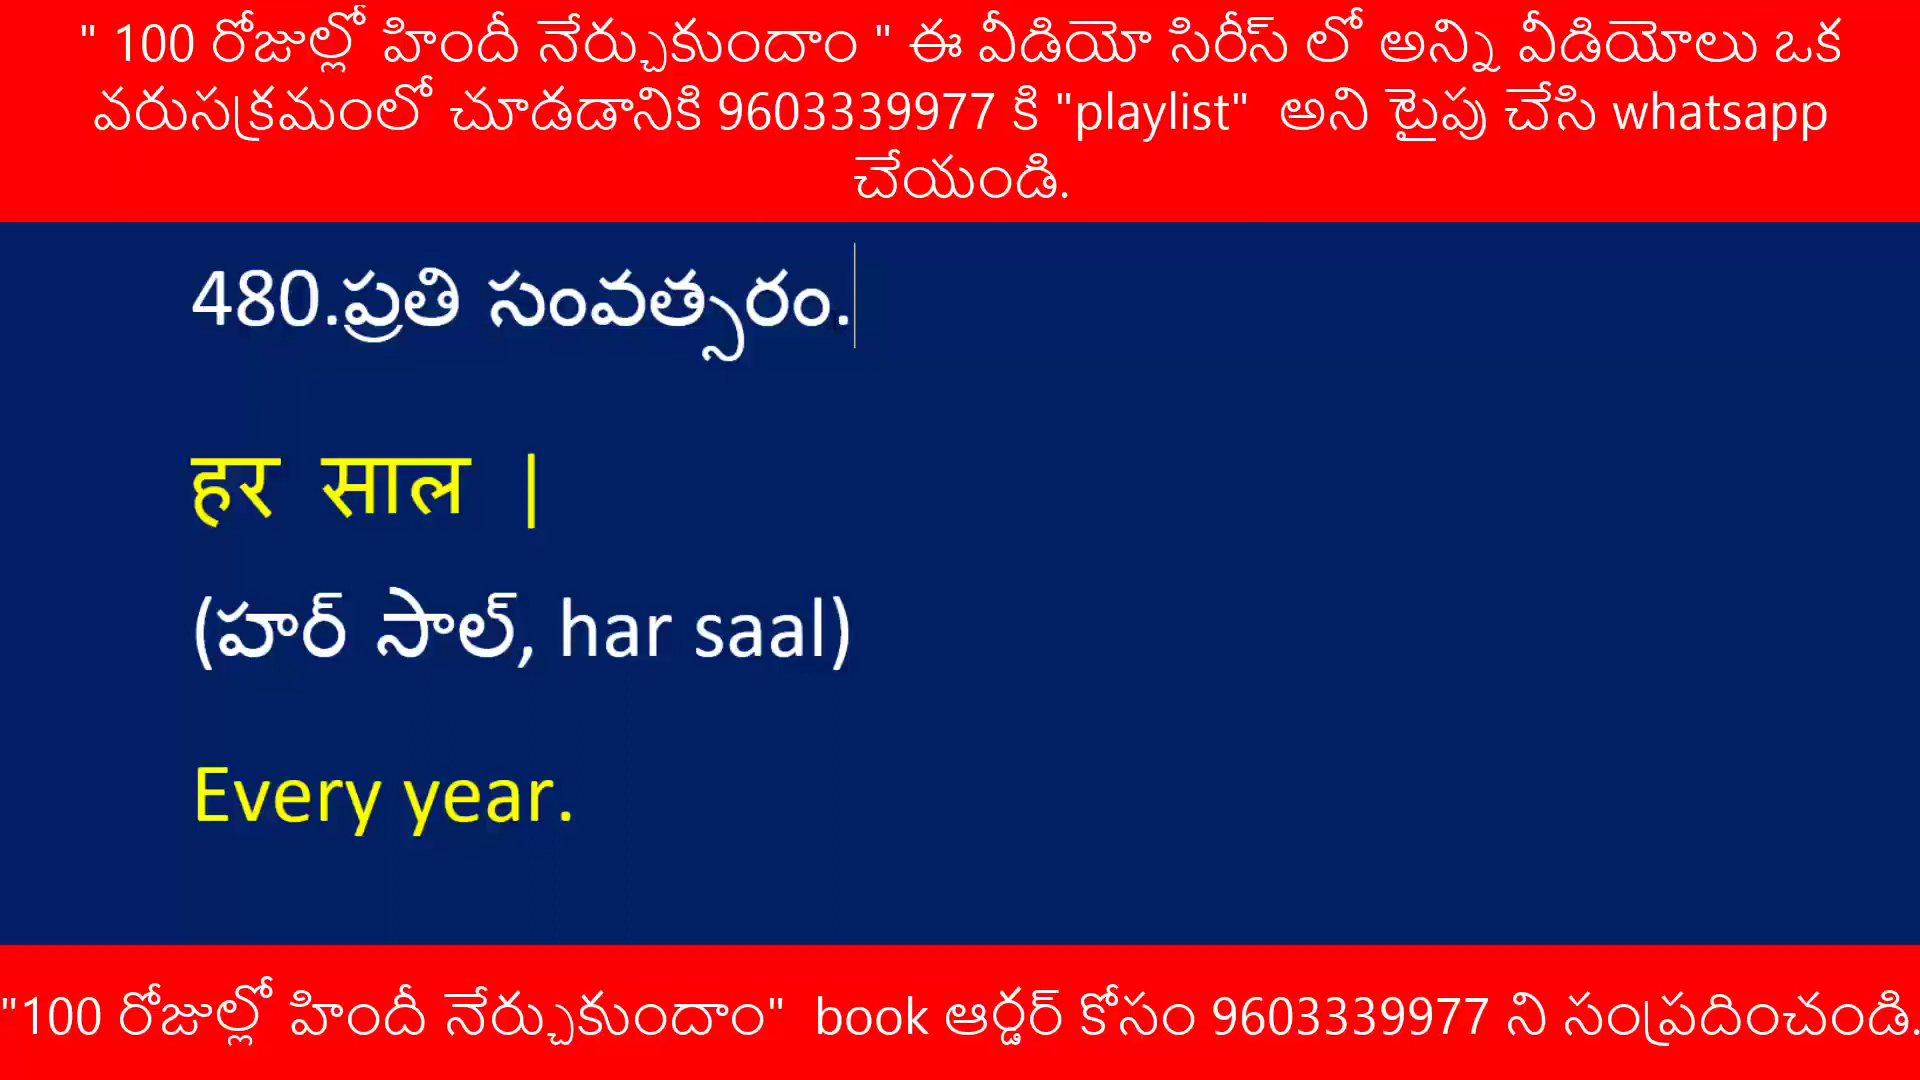 " 100 రోజుల్లో హిందీ నేర్చుకుందాం " ఈ వీడియో సిరీస్ లో అన్ని వీడియోలు ఒక
వరుసక్రమంలో చూడడానికి 9603339977 కి "playlist" అని టైపు చేసి whatsapp
చేయండి.
480.ప్రతి సంవత్సరం.
हर साल |
(హర్ సాల్, har saal)
Every year.
"100 రోజుల్లో హిందీ నేర్చుకుందాం" book ఆర్డర్ కోసం 9603339977 ని సంప్రదించండి.